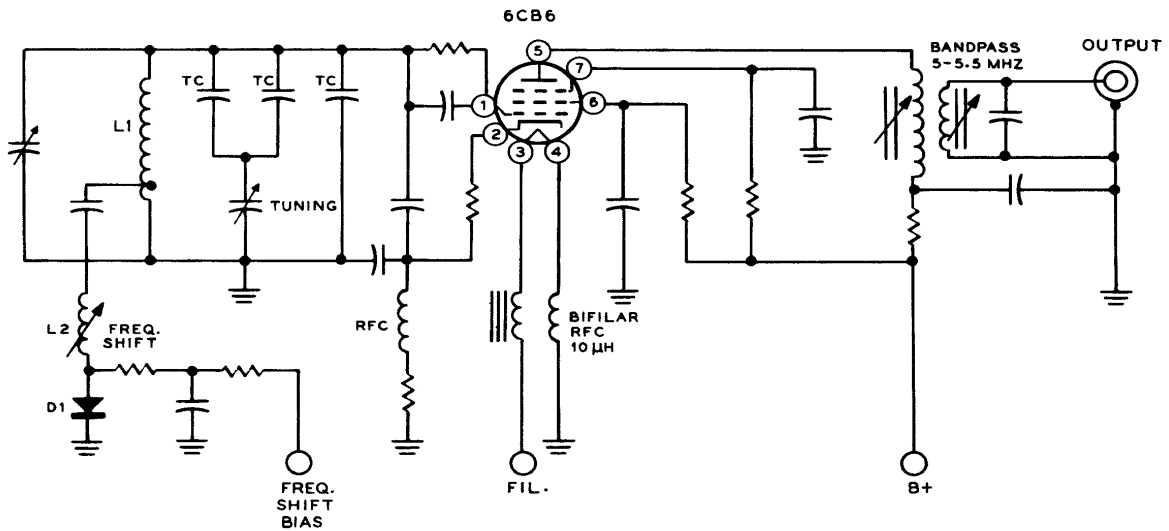 6CB6
5
7
BANDPASS
5-5.5 MHZ
OUTPUT
TC
TC
TC
1
6
2
L1
3
4
TUNING
L2
FREQ.
SHIFT
RFC
BIFILAR
RFC
10 μH
D1
FREQ.
SHIFT
BIAS
FIL.
B+